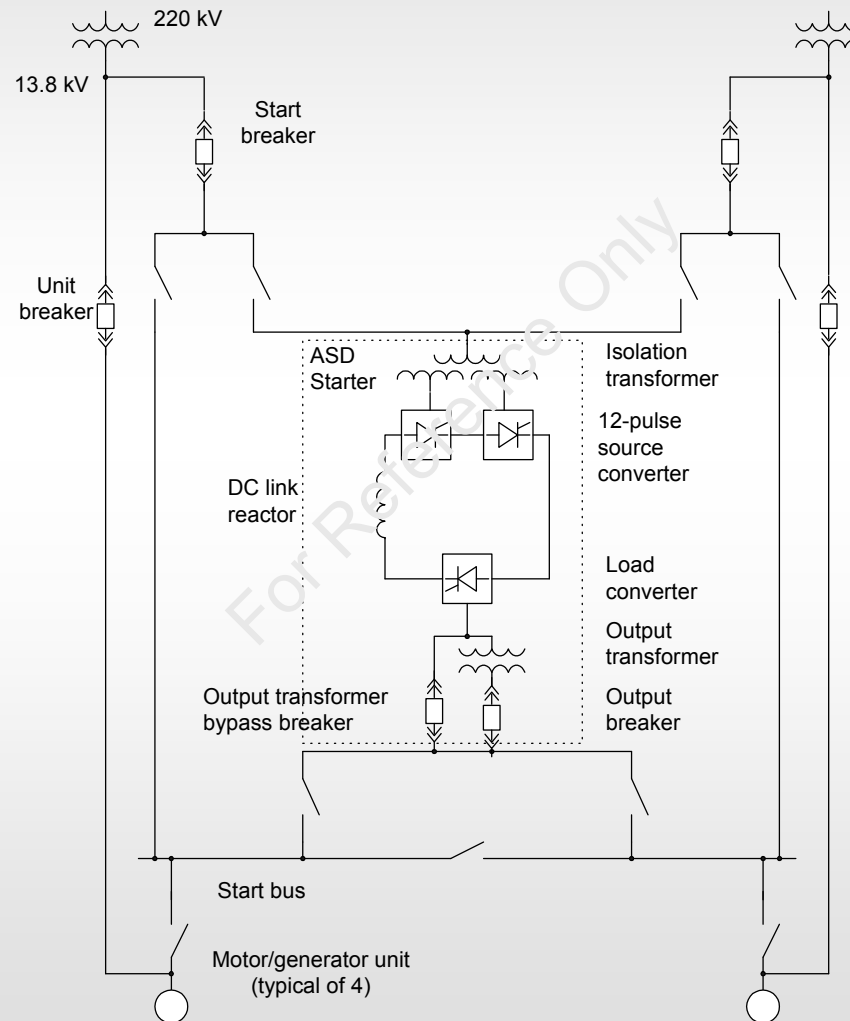 220 kV
13.8 kV
Start
breaker
Unit
breaker
ASD
Starter
Isolation
transformer
12-pulse
source
converter
DC link
reactor
Load
converter
Output
transformer
Output transformer
bypass breaker
Output
breaker
Start bus
Motor/generator unit
(typical of 4)
For Reference Only